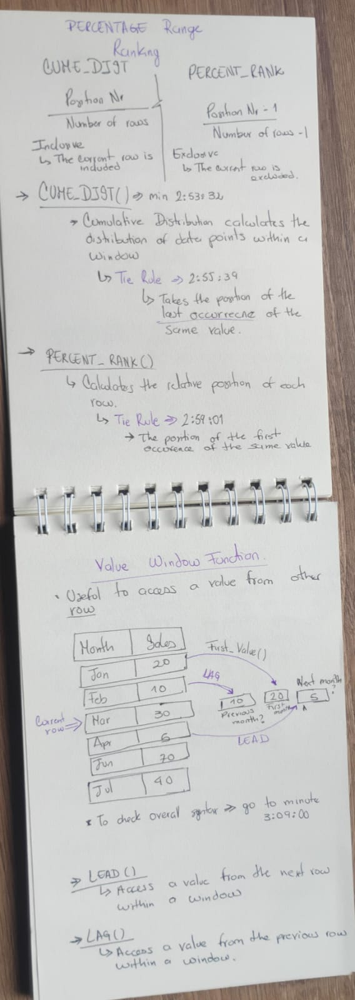 PERCENTAGE Range
Ranking
CUME_DIST
PERCENT_RANK
Position Nr
Number of rows
Position Nr - 1
Number of rows -1
Inclusive
↳ The current row is
included
Exclusive
↳ The current row is
excluded.
→ CUME_DIST() ⇒ min 2:53:32
→ Cumulative Distribution calculates the
distribution of data points within a
window
↳ Tie Rule ⇒ 2:55:39
↳ Takes the position of the
last occurrecne of the
same value.
→ PERCENT_RANK()
↳ Calculates the relative position of each
row.
↳ Tie Rule ⇒ 2:59:01
→ The position of the first
occurence of the same value
Value Window Function.
• Useful to access a value from other
row
Month Sales
Jan 20
Feb 10
Mar 30
Apr 5
Jun 70
Jul 40
Current
row ⇒
First_Value()
LAG
10
Previous
month?
20
First
month
Next month
?
5
LEAD
* To check overal syntax ⇒ go to minute
3:09:00
⇒ LEAD()
↳ Access a value from the next row
within a window
→ LAG()
↳ Access a value from the previous row
within a window.